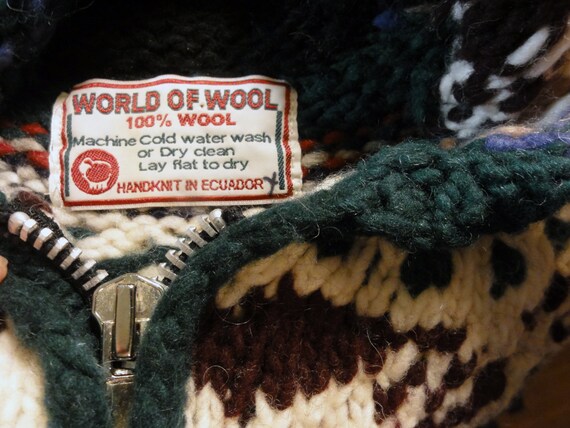 WORLD OF WOOL
100% WOOL
Machine Cold water wash
or Dry clean
Lay flat to dry
HANDKNIT IN ECUADOR